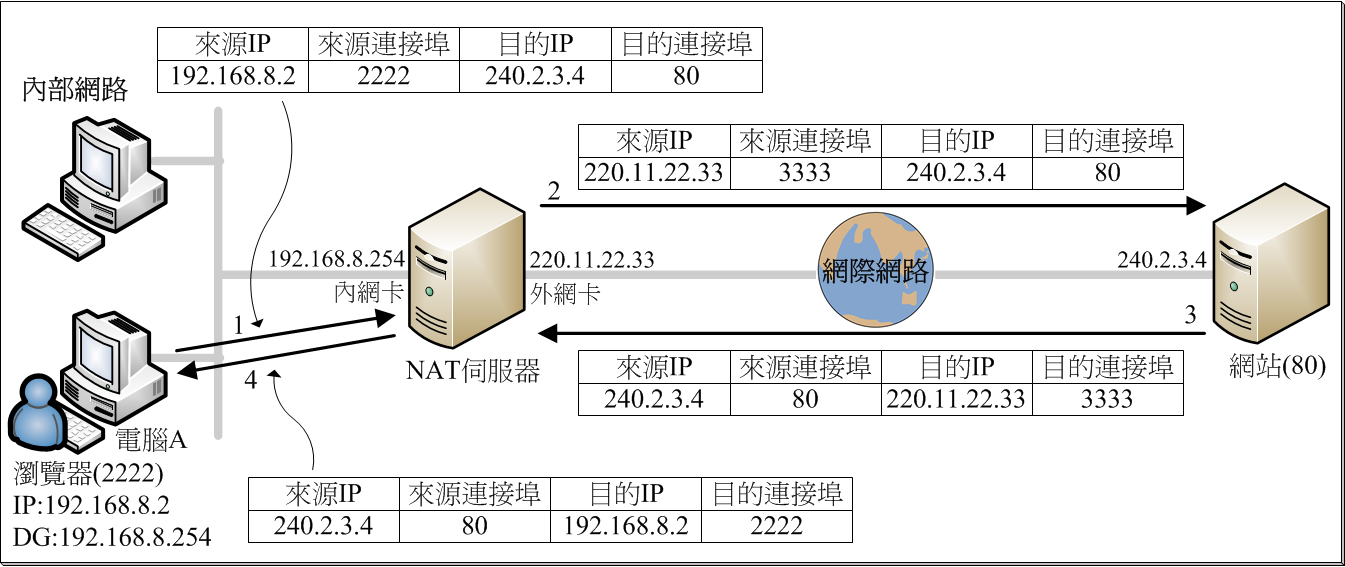 來源IP 來源連接埠 目的IP 目的連接埠
192.168.8.2 2222 240.2.3.4 80
內部網路
來源IP 來源連接埠 目的IP 目的連接埠
220.11.22.33 3333 240.2.3.4 80
2
192.168.8.254
內網卡
220.11.22.33
外網卡
網際網路
240.2.3.4
1
3
4
NAT伺服器
網站(80)
來源IP 來源連接埠 目的IP 目的連接埠
240.2.3.4 80 220.11.22.33 3333
電腦A
瀏覽器(2222)
IP:192.168.8.2
DG:192.168.8.254
來源IP 來源連接埠 目的IP 目的連接埠
240.2.3.4 80 192.168.8.2 2222